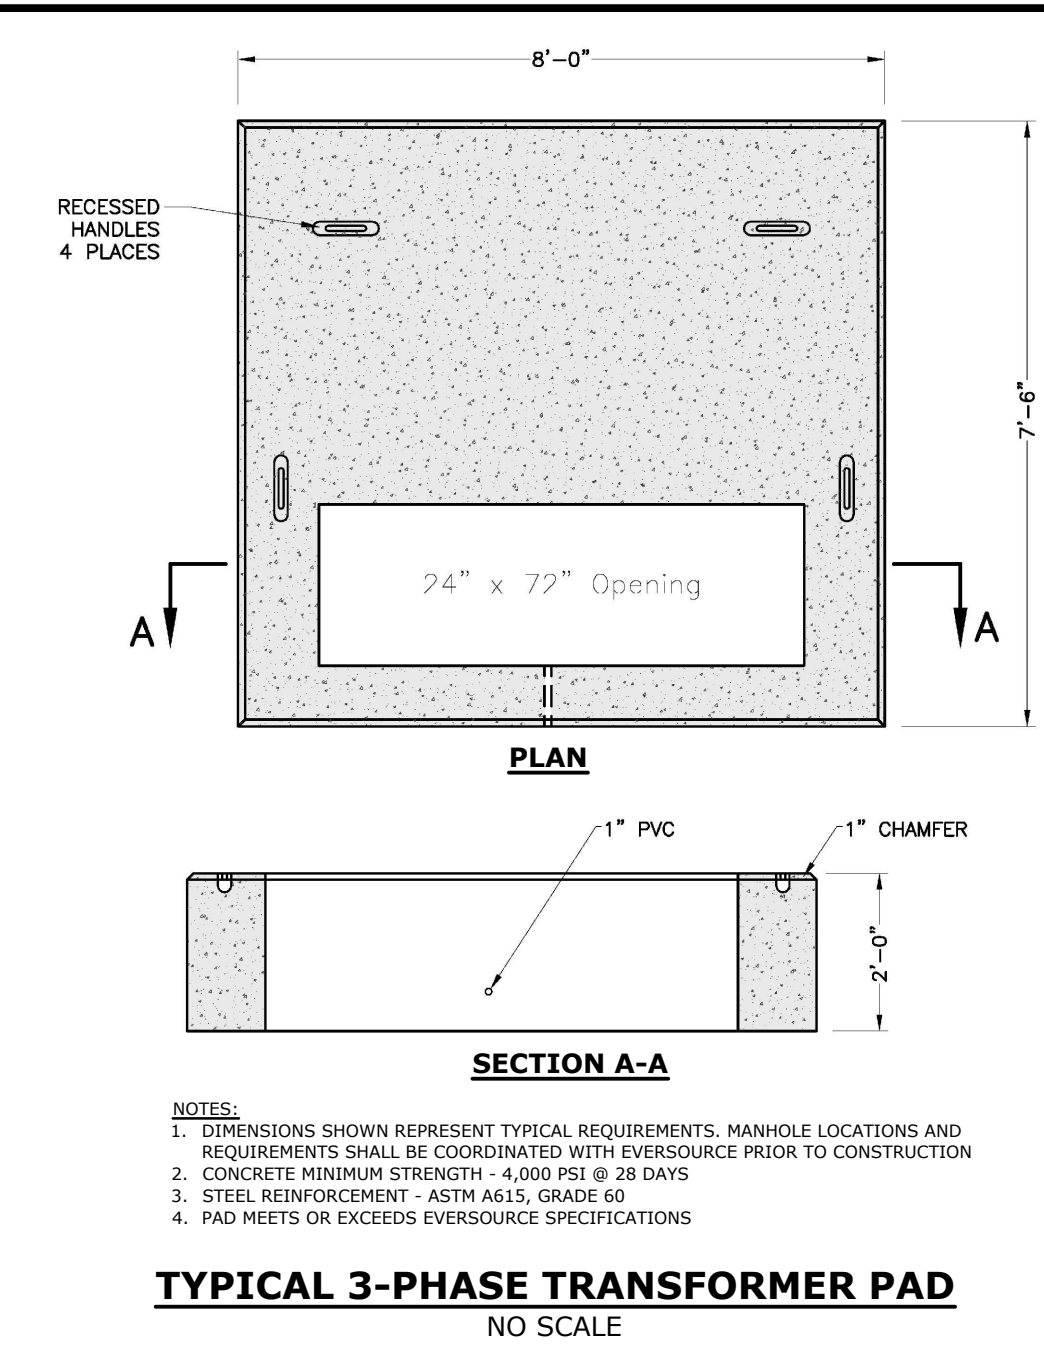 8'-0"
RECESSED
HANDLES
4 PLACES
7'-6"
24" x 72" Opening
A
A
PLAN
1" PVC
1" CHAMFER
2'-0"
SECTION A-A
NOTES:
1. DIMENSIONS SHOWN REPRESENT TYPICAL REQUIREMENTS. MANHOLE LOCATIONS AND
REQUIREMENTS SHALL BE COORDINATED WITH EVERSOURCE PRIOR TO CONSTRUCTION
2. CONCRETE MINIMUM STRENGTH - 4,000 PSI @ 28 DAYS
3. STEEL REINFORCEMENT - ASTM A615, GRADE 60
4. PAD MEETS OR EXCEEDS EVERSOURCE SPECIFICATIONS
TYPICAL 3-PHASE TRANSFORMER PAD
NO SCALE